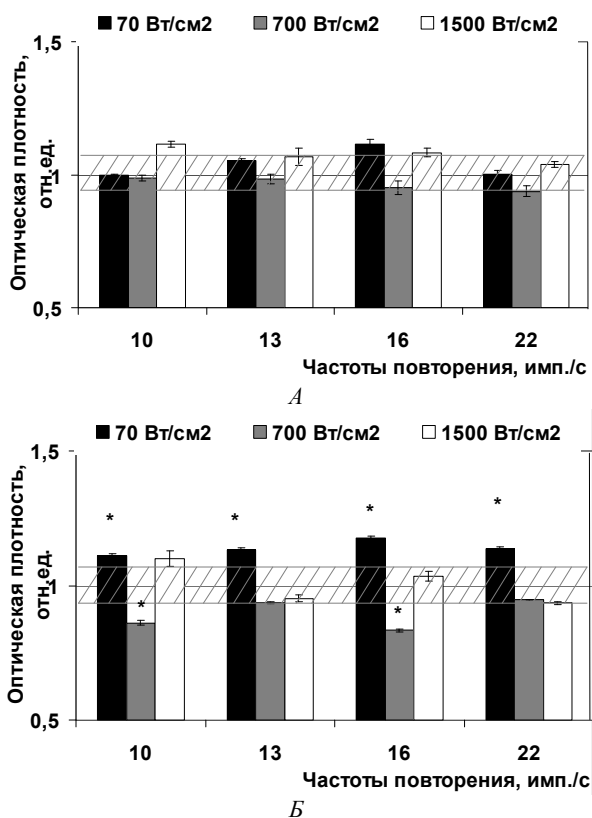 70 Вт/см2 700 Вт/см2 1500 Вт/см2
Оптическая плотность,
отн.ед.
1,5
1
0,5
10 13 16 22
Частоты повторения, имп./с
А
70 Вт/см2 700 Вт/см2 1500 Вт/см2
Оптическая плотность,
отн.ед.
1,5
1
0,5
* * * *
* *
10 13 16 22
Частоты повторения, имп./с
Б